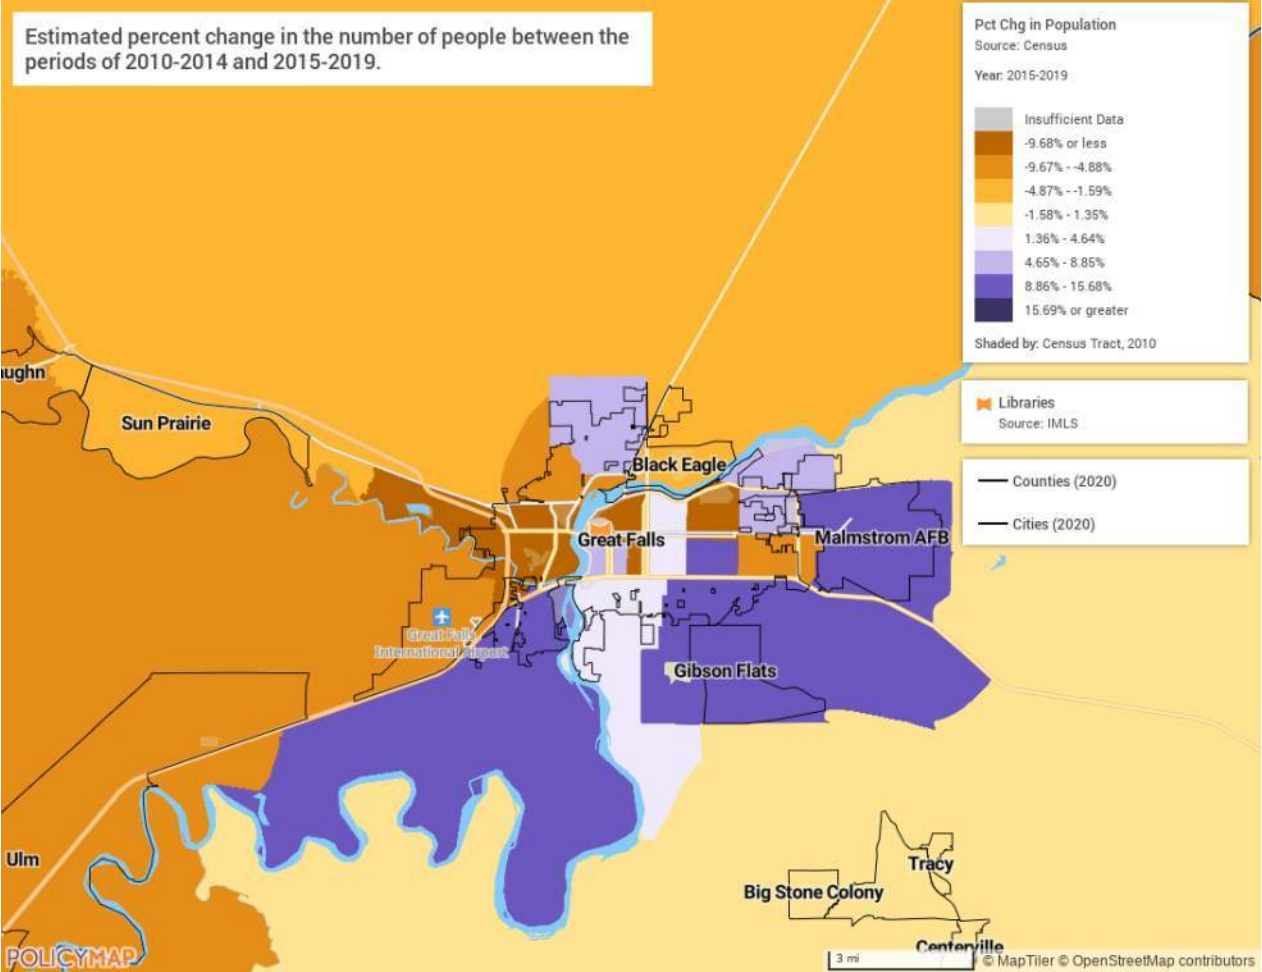 Estimated percent change in the number of people between the
periods of 2010-2014 and 2015-2019.
Pct Chg in Population
Source: Census
Year: 2015-2019
Insufficient Data
-9.68% or less
-9.67% - -4.88%
-4.87% - -1.59%
-1.58% - 1.35%
1.36% - 4.64%
4.65% - 8.85%
8.86% - 15.68%
15.69% or greater
Shaded by: Census Tract, 2010
Libraries
Source: IMLS
Counties (2020)
Cities (2020)
aughn
Sun Prairie
Black Eagle
Great Falls
Malmstrom AFB
Great Falls
International Airport
Gibson Flats
Ulm
Tracy
Big Stone Colony
Centerville
POLICYMAP
3 mi
© MapTiler © OpenStreetMap contributors